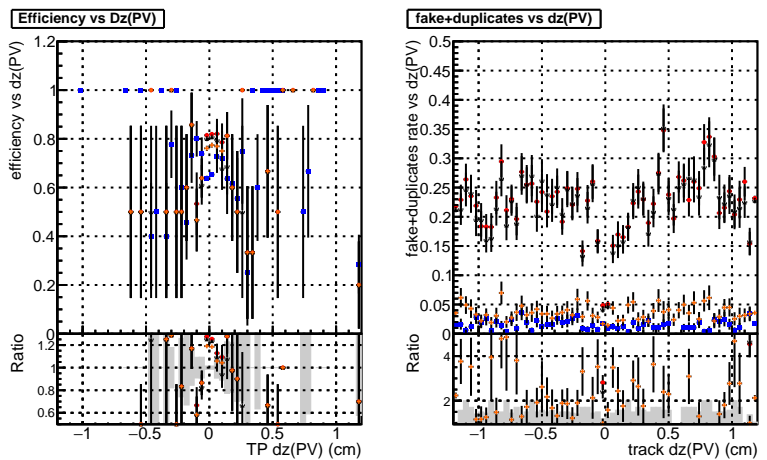 Efficiency vs Dz(PV)
efficiency vs dz(PV)
1.2
1
0.8
0.6
0.4
0.2
0
Ratio
1.2
1
0.8
0.6
−1 −0.5 0 0.5 1
TP dz(PV) (cm)
fake+duplicates vs dz(PV)
fake+duplicates rate vs dz(PV)
0.5
0.45
0.4
0.35
0.3
0.25
0.2
0.15
0.1
0.05
0
Ratio
4
2
−1 −0.5 0 0.5 1
track dz(PV) (cm)